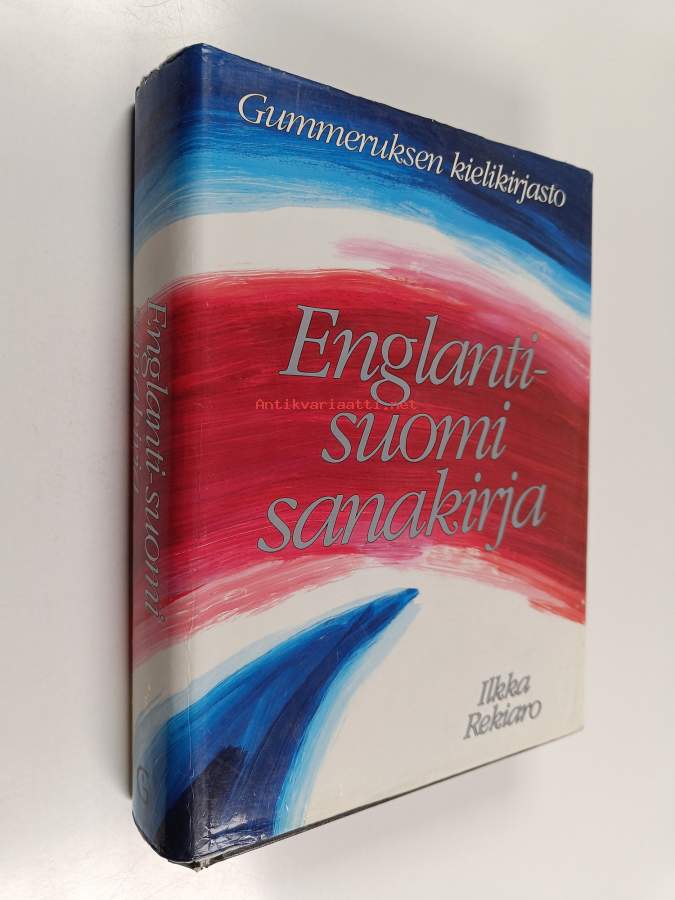 Gummeruksen kielikirjasto
Englanti-
suomi
sanakirja
Antikvariaatti.net
Ilkka
Rekiaro
Englanti-suomi
G